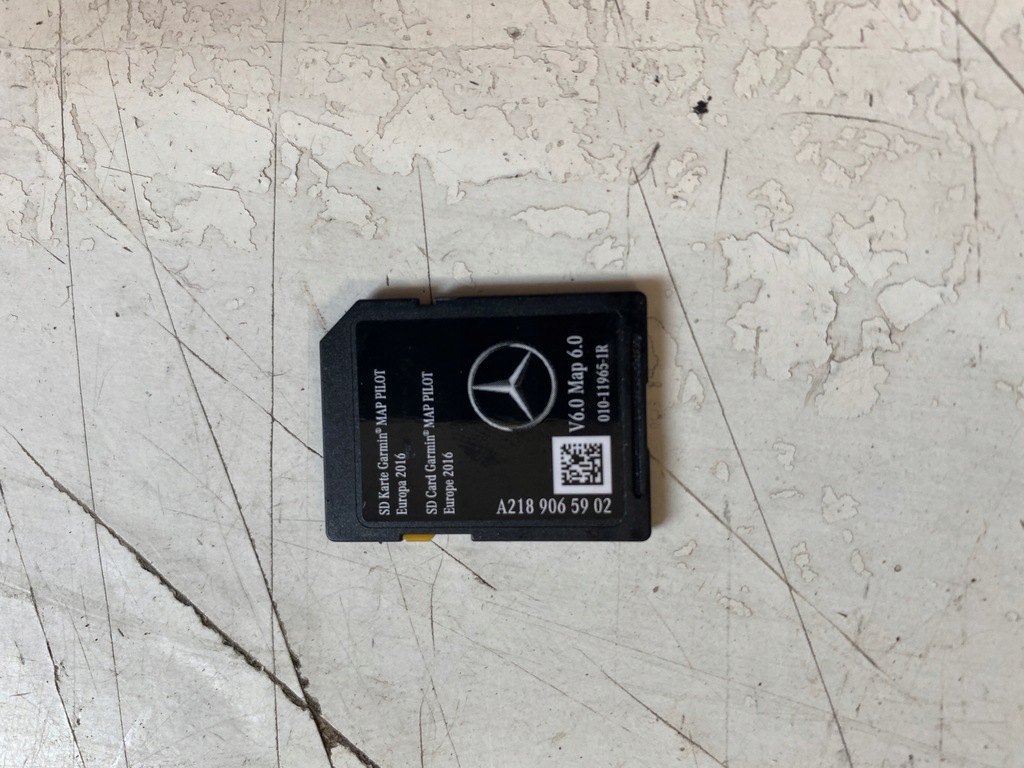 SD Karte Garmin® MAP PILOT
Europa 2016
SD Card Garmin® MAP PILOT
Europe 2016
V6.0 Map 6.0
010-11965-1R
A218 906 59 02